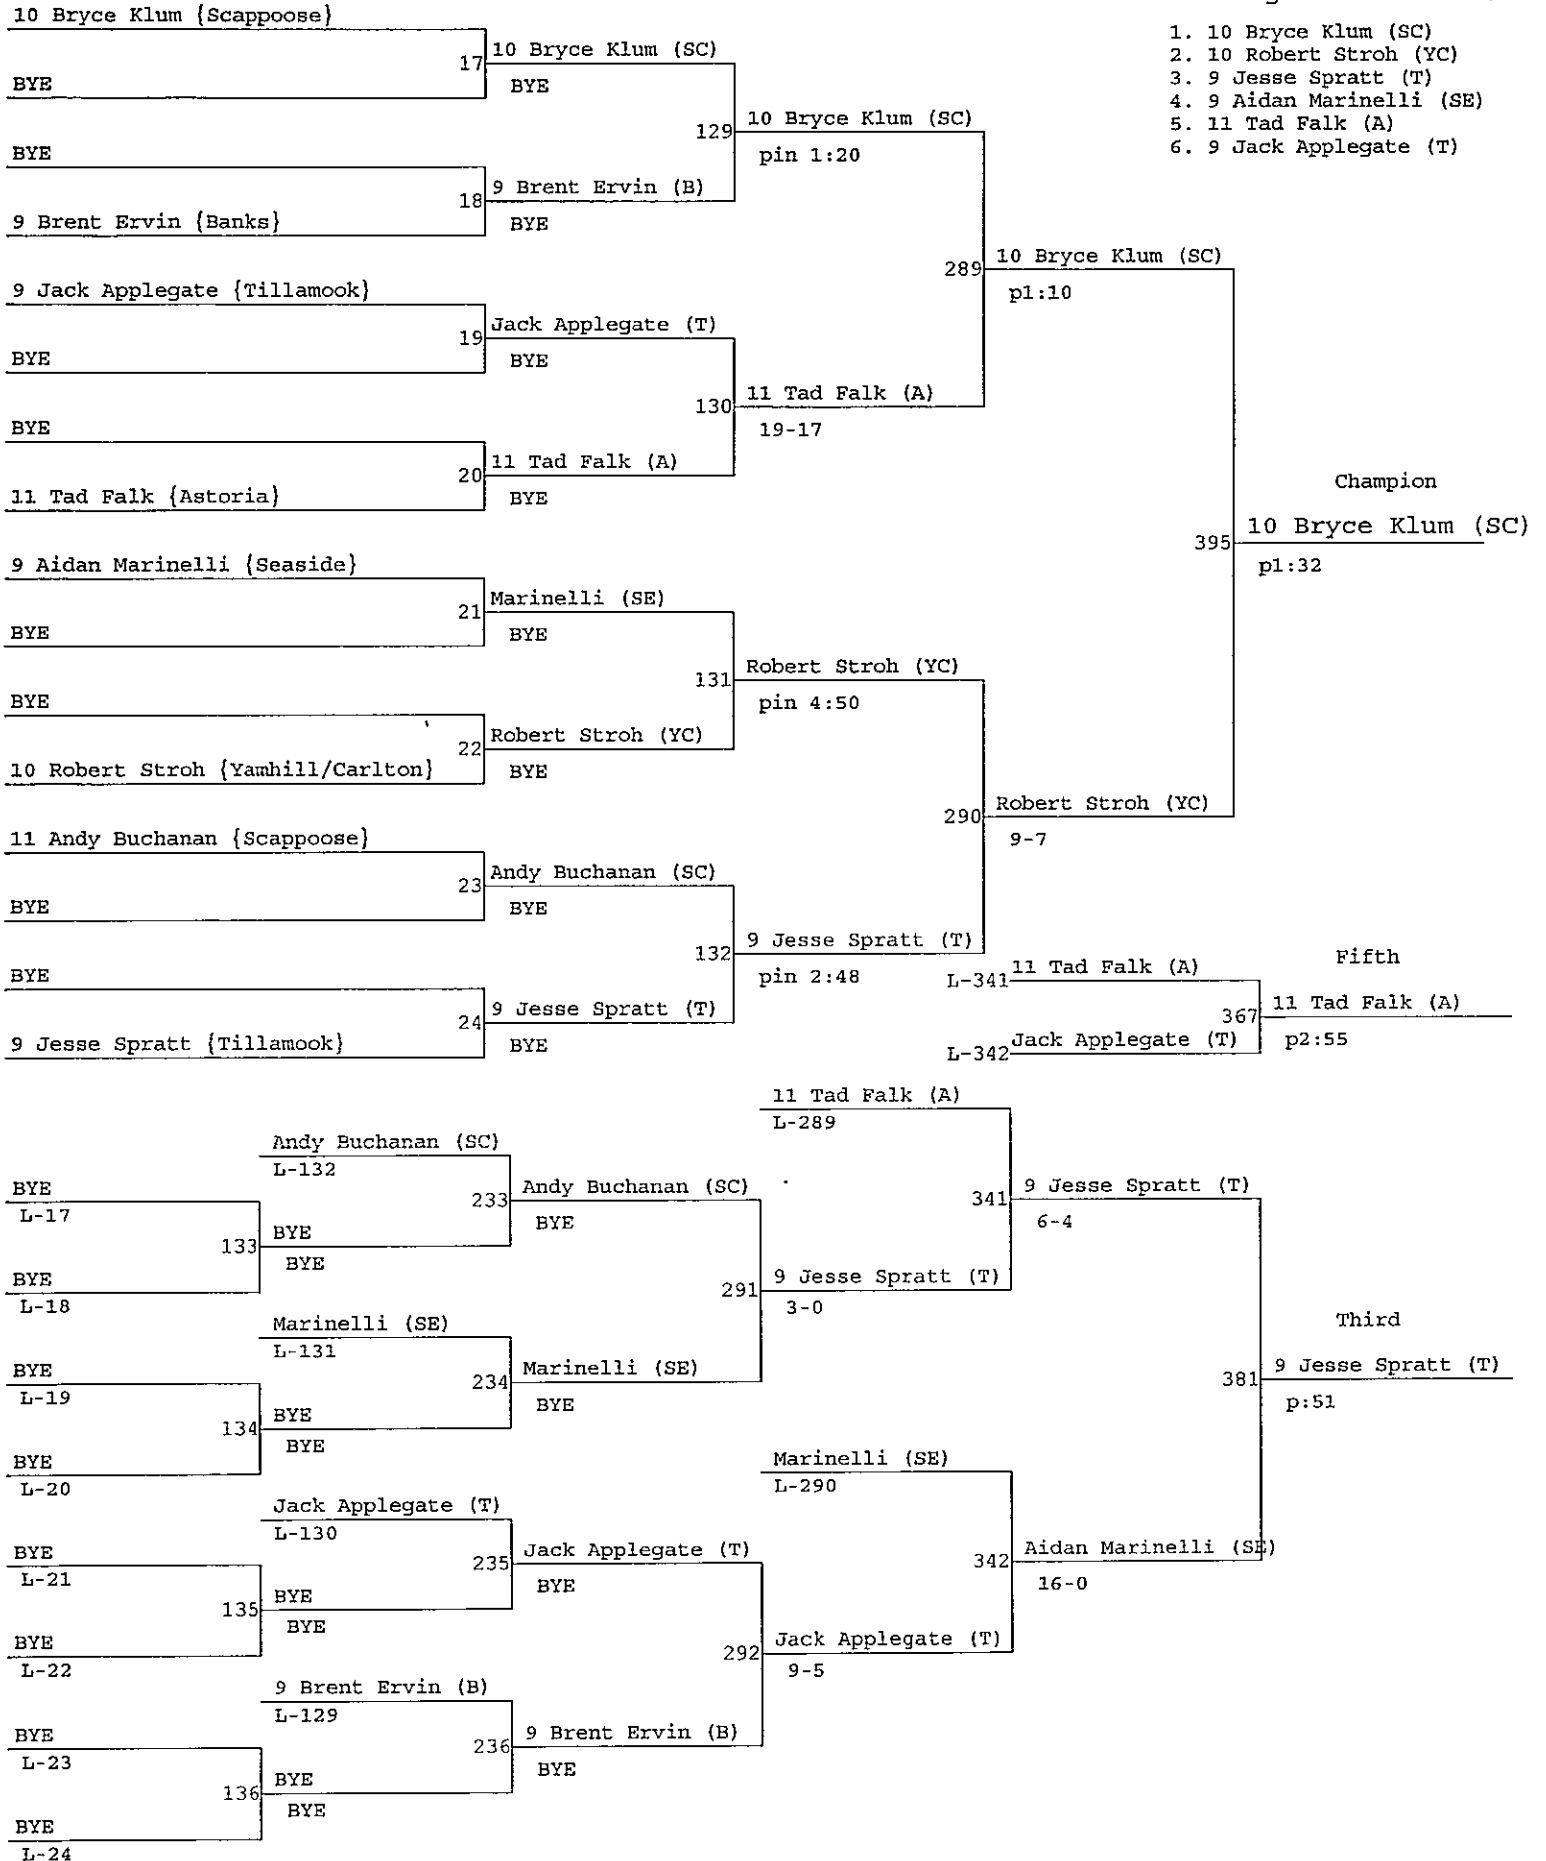 1. 10 Bryce Klum (SC)
2. 10 Robert Stroh (YC)
3. 9 Jesse Spratt (T)
4. 9 Aidan Marinelli (SE)
5. 11 Tad Falk (A)
6. 9 Jack Applegate (T)
10 Bryce Klum {Scappoose}
17
10 Bryce Klum (SC)
BYE
BYE
129
10 Bryce Klum (SC)
pin 1:20
BYE
18
9 Brent Ervin (B)
BYE
9 Brent Ervin {Banks}
289
10 Bryce Klum (SC)
p1:10
9 Jack Applegate {Tillamook}
19
Jack Applegate (T)
BYE
BYE
130
11 Tad Falk (A)
19-17
BYE
20
11 Tad Falk (A)
BYE
11 Tad Falk {Astoria}
Champion
395
10 Bryce Klum (SC)
p1:32
9 Aidan Marinelli {Seaside}
21
Marinelli (SE)
BYE
BYE
131
Robert Stroh (YC)
pin 4:50
BYE
22
Robert Stroh (YC)
BYE
10 Robert Stroh {Yamhill/Carlton}
290
Robert Stroh (YC)
9-7
11 Andy Buchanan {Scappoose}
23
Andy Buchanan (SC)
BYE
BYE
132
9 Jesse Spratt (T)
pin 2:48
BYE
24
9 Jesse Spratt (T)
BYE
9 Jesse Spratt {Tillamook}
Fifth
L-341
11 Tad Falk (A)
367
11 Tad Falk (A)
p2:55
L-342
Jack Applegate (T)
11 Tad Falk (A)
L-289
Andy Buchanan (SC)
L-132
BYE
L-17
233
Andy Buchanan (SC)
BYE
341
9 Jesse Spratt (T)
6-4
133
BYE
BYE
BYE
L-18
291
9 Jesse Spratt (T)
3-0
Marinelli (SE)
L-131
Third
BYE
L-19
234
Marinelli (SE)
BYE
381
9 Jesse Spratt (T)
p:51
134
BYE
BYE
BYE
L-20
Marinelli (SE)
L-290
Jack Applegate (T)
L-130
BYE
L-21
235
Jack Applegate (T)
BYE
342
Aidan Marinelli (SE)
16-0
135
BYE
BYE
BYE
L-22
292
Jack Applegate (T)
9-5
9 Brent Ervin (B)
L-129
BYE
L-23
236
9 Brent Ervin (B)
BYE
136
BYE
BYE
BYE
L-24